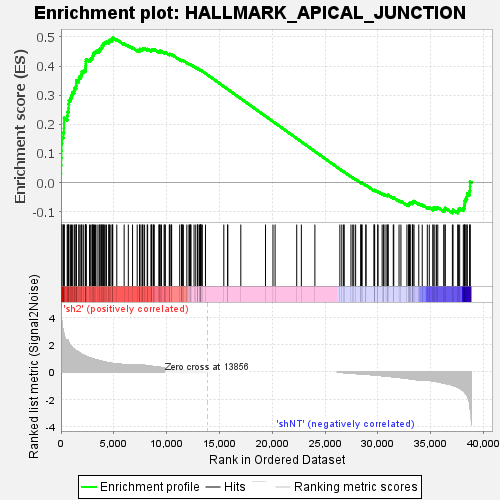 Enrichment plot: HALLMARK_APICAL_JUNCTION
Enrichment score (ES)
0.5
0.4
0.3
0.2
0.1
0.0
-0.1
Ranked list metric (Signal2Noise)
4
2
0
-2
-4
'sh2' (positively correlated)
Zero cross at 13856
'shNT' (negatively correlated)
0
5,000
10,000
15,000
20,000
25,000
30,000
35,000
40,000
Rank in Ordered Dataset
Enrichment profile
Hits
Ranking metric scores